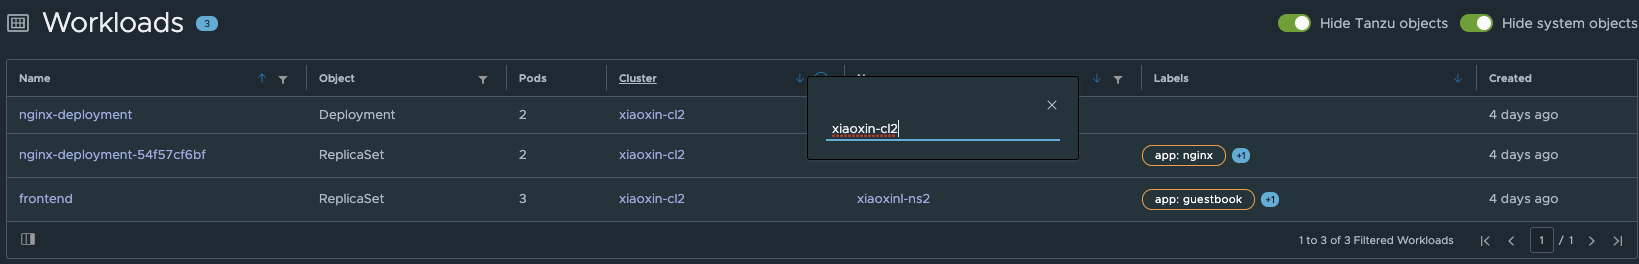 Workloads 3 Hide Tanzu objects Hide system objects
Name Object Pods Cluster Labels Created
nginx-deployment Deployment 2 xiaoxin-cl2 4 days ago
xiaoxin-cl2
nginx-deployment-54f57cf6bf ReplicaSet 2 xiaoxin-cl2 app: nginx +1 4 days ago
frontend ReplicaSet 3 xiaoxin-cl2 xiaoxinl-ns2 app: guestbook +1 4 days ago
1 to 3 of 3 Filtered Workloads 1 / 1